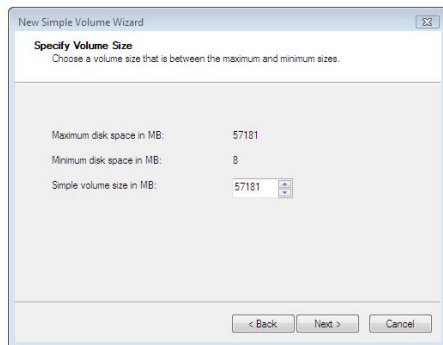 New Simple Volume Wizard
Specify Volume Size
Choose a volume size that is between the maximum and minimum sizes.
Maximum disk space in MB: 57181
Minimum disk space in MB: 8
Simple volume size in MB: 57181
< Back Next > Cancel